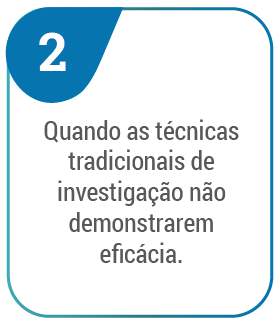 2
Quando as técnicas
tradicionais de
investigação não
demonstrarem
eficácia.